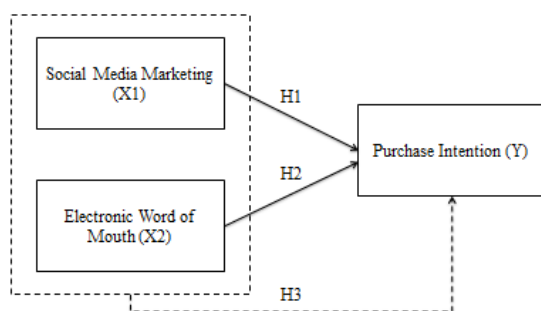 Social Media Marketing
(X1)
H1
Purchase Intention (Y)
H2
Electronic Word of
Mouth (X2)
H3